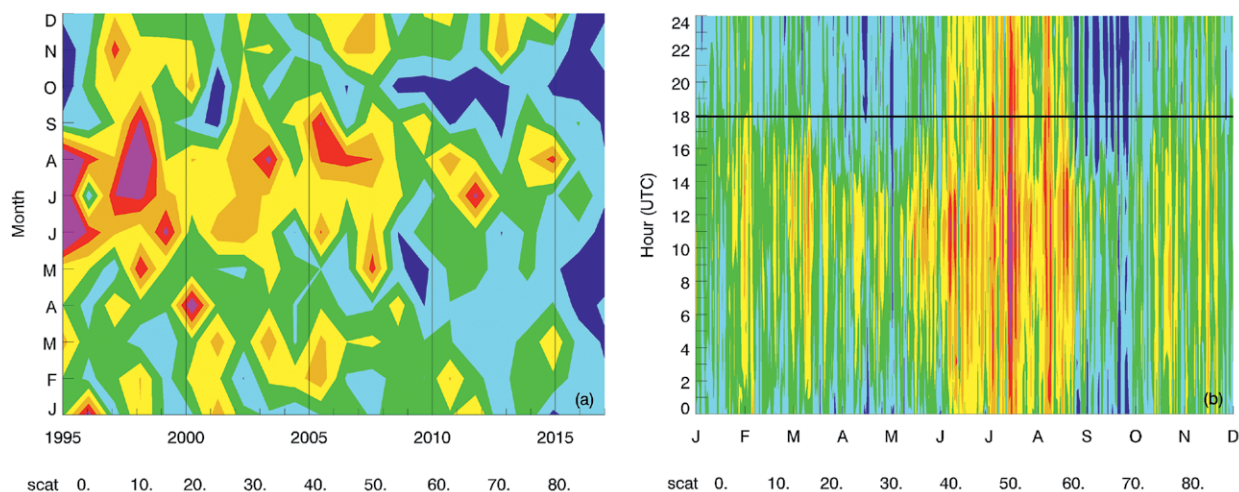 D
N
O
S
A
J
J
M
A
M
F
J
Month
(a)
1995 2000 2005 2010 2015
scat 0. 10. 20. 30. 40. 50. 60. 70. 80.
24
22
20
18
16
14
12
10
8
6
4
2
0
Hour (UTC)
(b)
J F M A M J J A S O N D
scat 0. 10. 20. 30. 40. 50. 60. 70. 80.